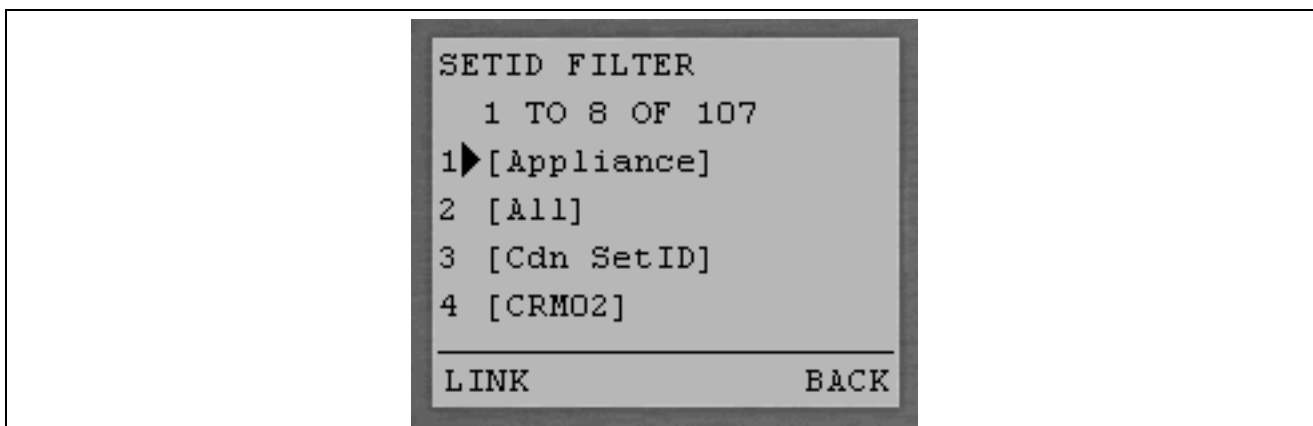 SETID FILTER
1 TO 8 OF 107
1 [Appliance]
2 [All]
3 [Cdn SetID]
4 [CRM02]
LINK BACK